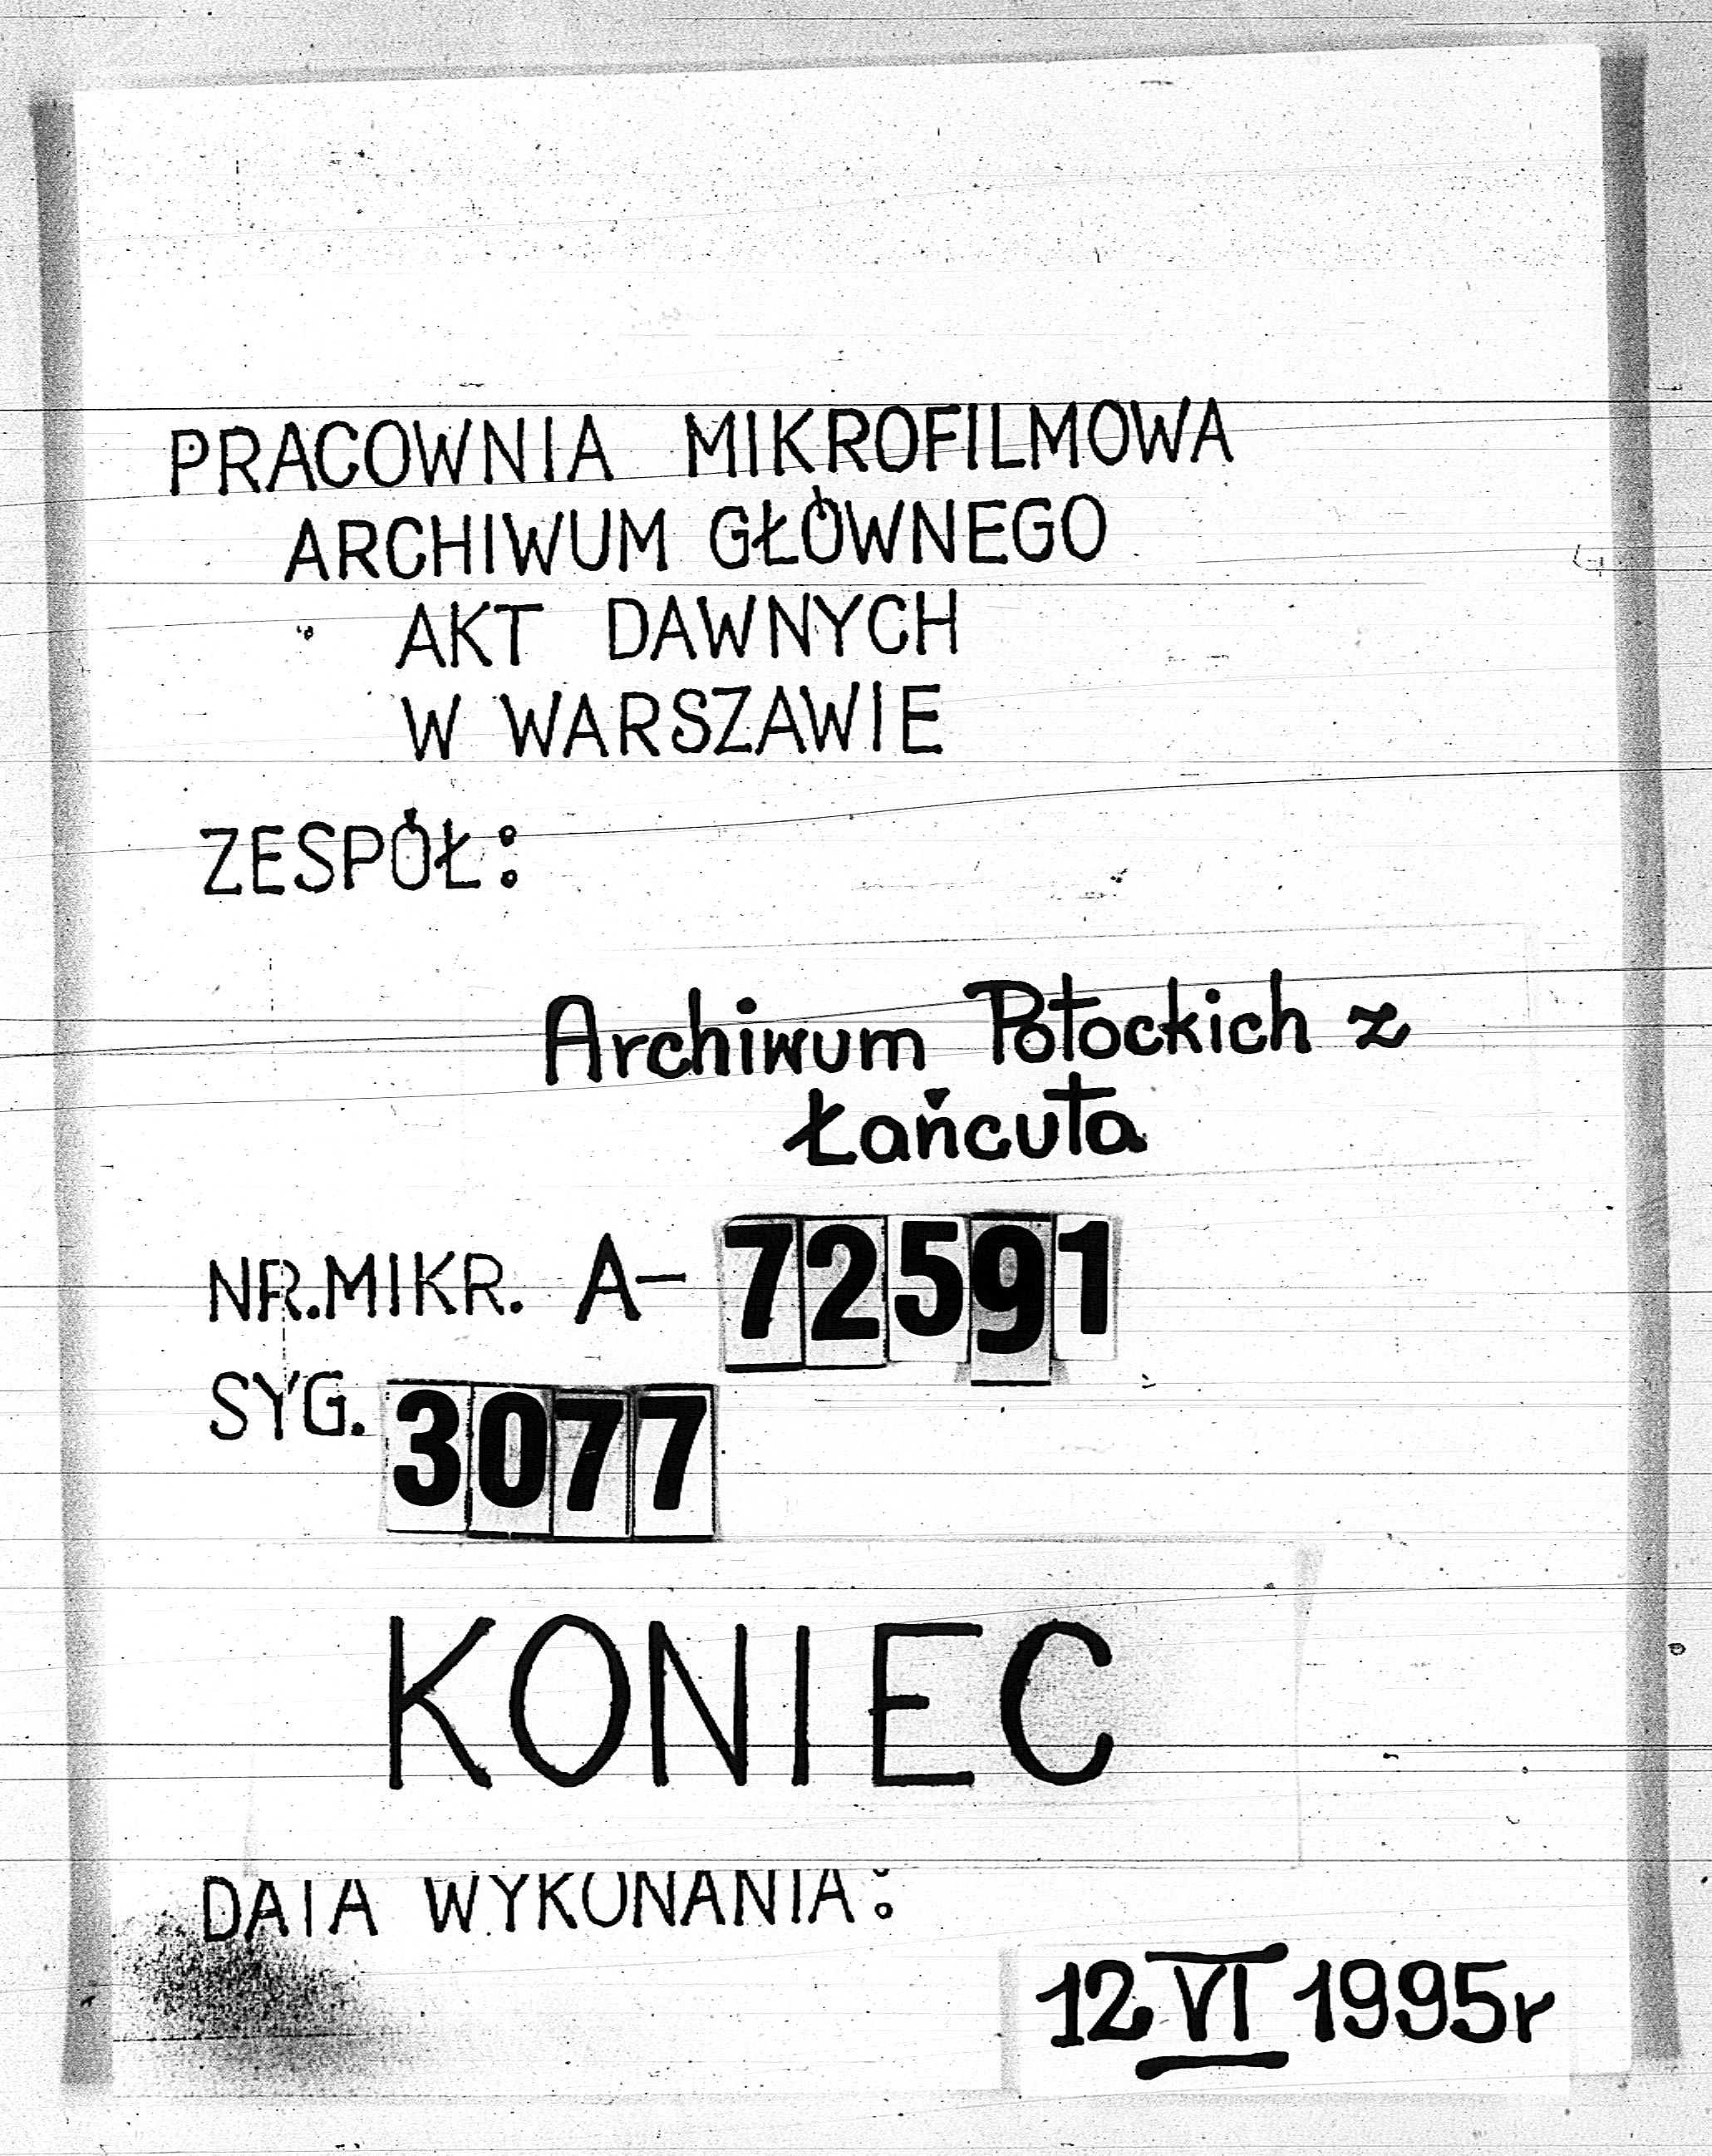 PRACOWNIA MIKROFILMOWA
ARCHIWUM GŁÓWNEGO
AKT DAWNYCH
W WARSZAWIE
ZESPÓŁ:
Archiwum Potockich z
Łańcuta
NR.MIKR. A- 72591
SYG. 3077
KONIEC
DATA WYKONANIA:
12 VI 1995r